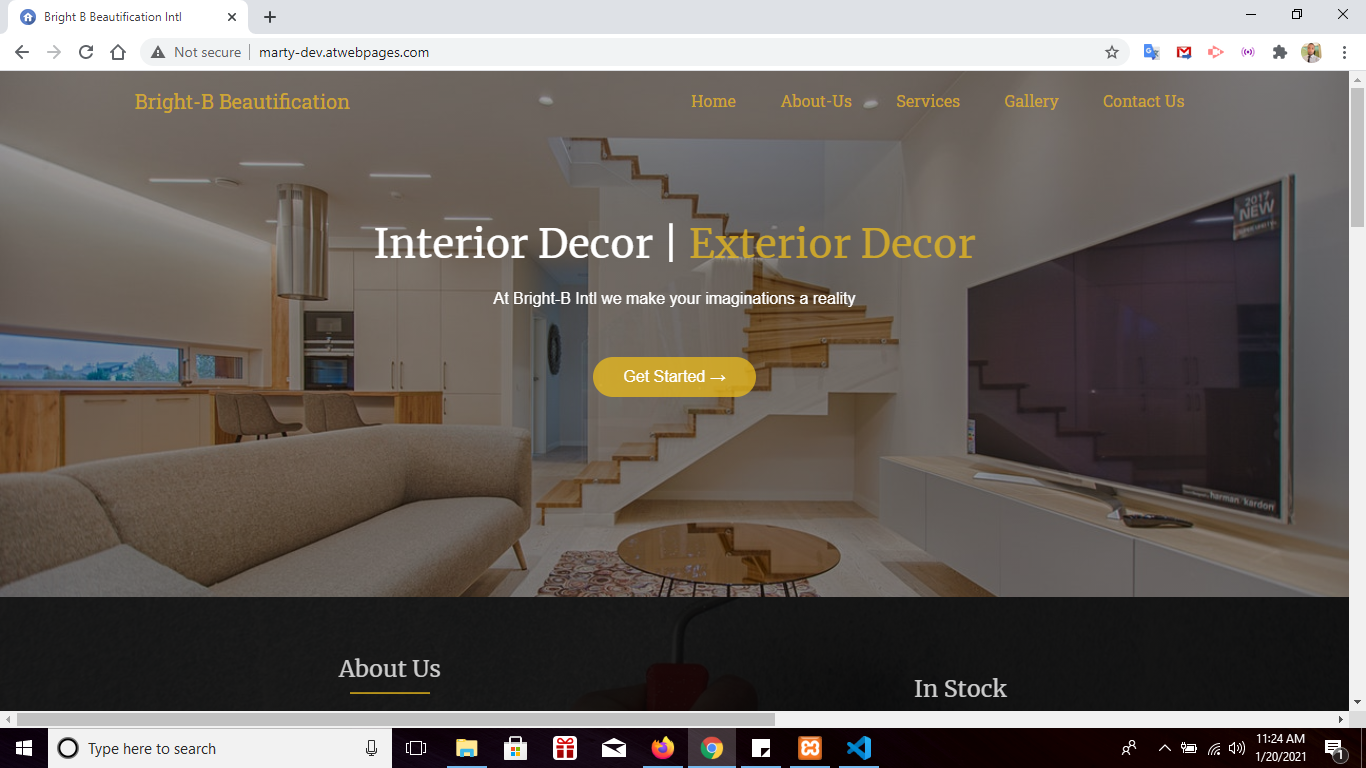 Bright B Beautification Intl
Not secure
marty-dev.atwebpages.com
Bright-B Beautification
Home
About-Us
Services
Gallery
Contact Us
2017
NEW
Interior Decor | Exterior Decor
At Bright-B Intl we make your imaginations a reality
Get Started →
harman kardon
About Us
In Stock
Type here to search
11:24 AM
1/20/2021
1